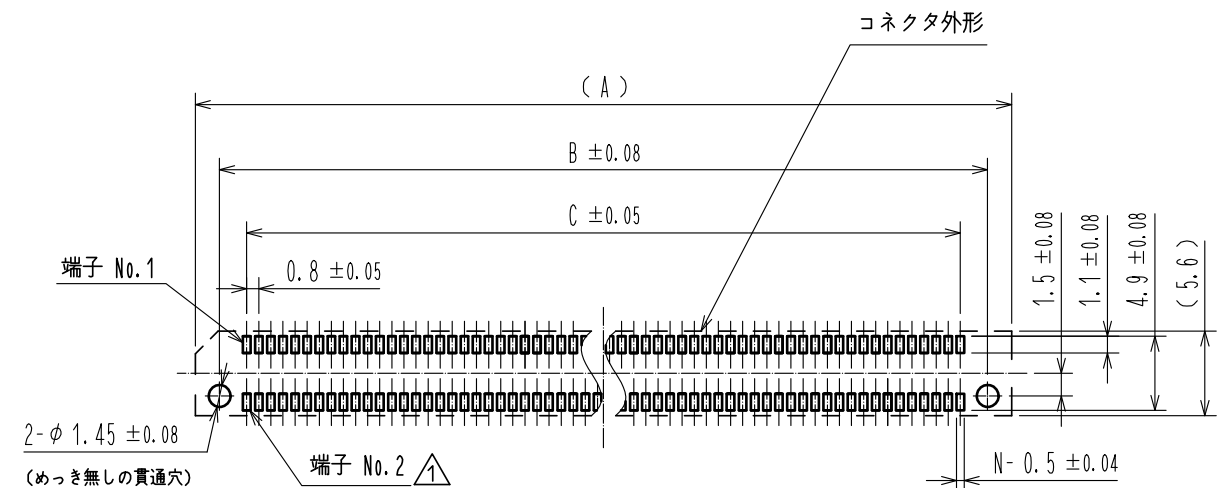 コネクタ外形
(A)
B ±0.08
C ±0.05
端子 No.1
0.8 ±0.05
1.5 ±0.08
1.1 ±0.08
4.9 ±0.08
(5.6)
2-φ 1.45 ±0.08
(めっき無しの貫通穴)
端子 No.2 1
N- 0.5 ±0.04